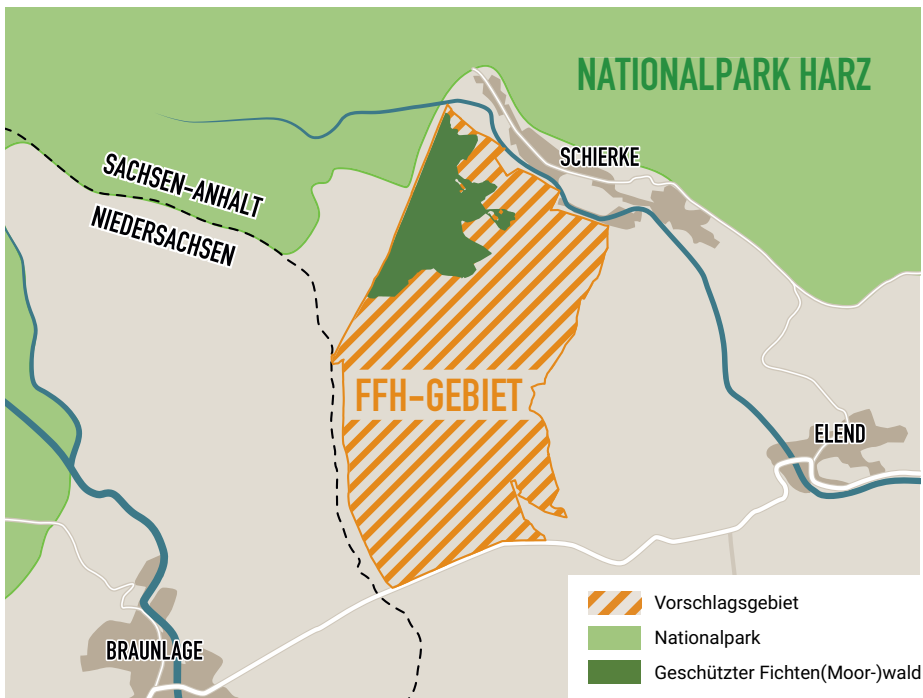 NATIONALPARK HARZ
SCHIERKE
SACHSEN-ANHALT
NIEDERSACHSEN
FFH-GEBIET
ELEND
BRAUNLAGE
Vorschlagsgebiet
Nationalpark
Geschützter Fichten(Moor-)wald